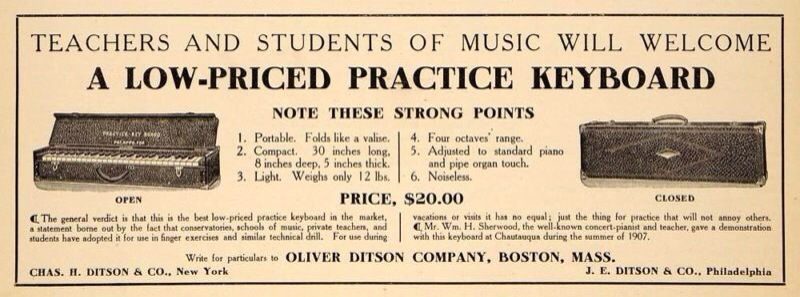 TEACHERS AND STUDENTS OF MUSIC WILL WELCOME
A LOW-PRICED PRACTICE KEYBOARD
NOTE THESE STRONG POINTS
1. Portable. Folds like a valise.
2. Compact. 30 inches long,
8 inches deep, 5 inches thick.
3. Light. Weighs only 12 lbs.
4. Four octaves' range.
5. Adjusted to standard piano
and pipe organ touch.
6. Noiseless.
PRACTICE KEY BOARD
OPEN
CLOSED
PRICE, $20.00
¶ The general verdict is that this is the best low-priced practice keyboard in the market,
a statement borne out by the fact that conservatories, schools of music, private teachers, and
students have adopted it for use in finger exercises and similar technical drill. For use during
vacations or visits it has no equal; just the thing for practice that will not annoy others.
¶ Mr. Wm. H. Sherwood, the well-known concert-pianist and teacher, gave a demonstration
with this keyboard at Chautauqua during the summer of 1907.
Write for particulars to OLIVER DITSON COMPANY, BOSTON, MASS.
CHAS. H. DITSON & CO., New York
J. E. DITSON & CO., Philadelphia